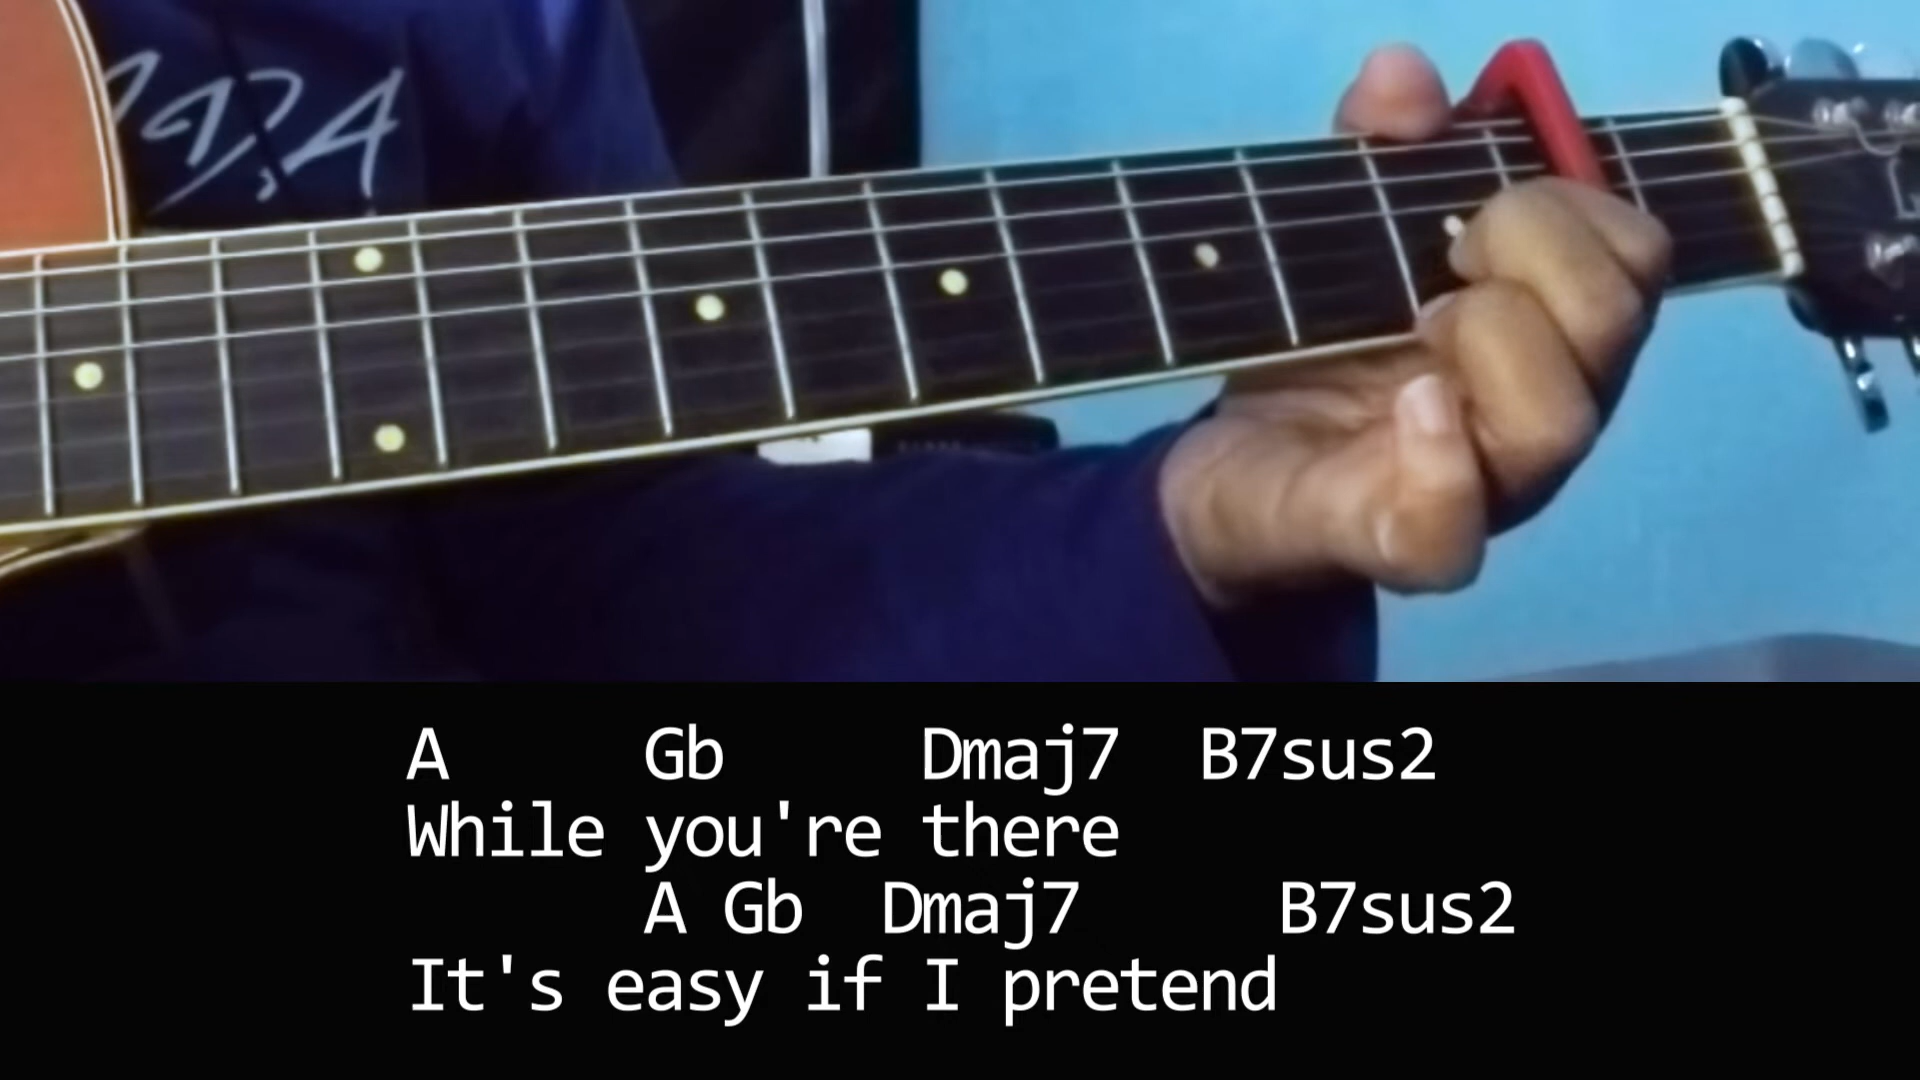 A     Gb     Dmaj7  B7sus2
While you're there
      A Gb  Dmaj7     B7sus2
It's easy if I pretend